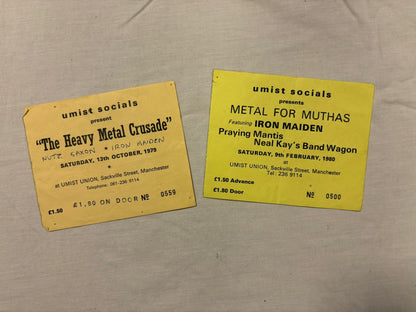 umist socials
present
"The Heavy Metal Crusade"
NUTZ SAXON * IRON MAIDEN
SATURDAY, 13th OCTOBER, 1979
at UMIST UNION, Sackville Street, Manchester
Telephone: 061-236 9114
£1.50 £1.80 ON DOOR No 0559
umist socials
presents
METAL FOR MUTHAS
Featuring IRON MAIDEN
Praying Mantis
Neal Kay's Band Wagon
SATURDAY, 9th FEBRUARY, 1980
at UMIST UNION, Sackville Street, Manchester
Tel: 236 9114
£1.50 Advance
£1.80 Door No 0500